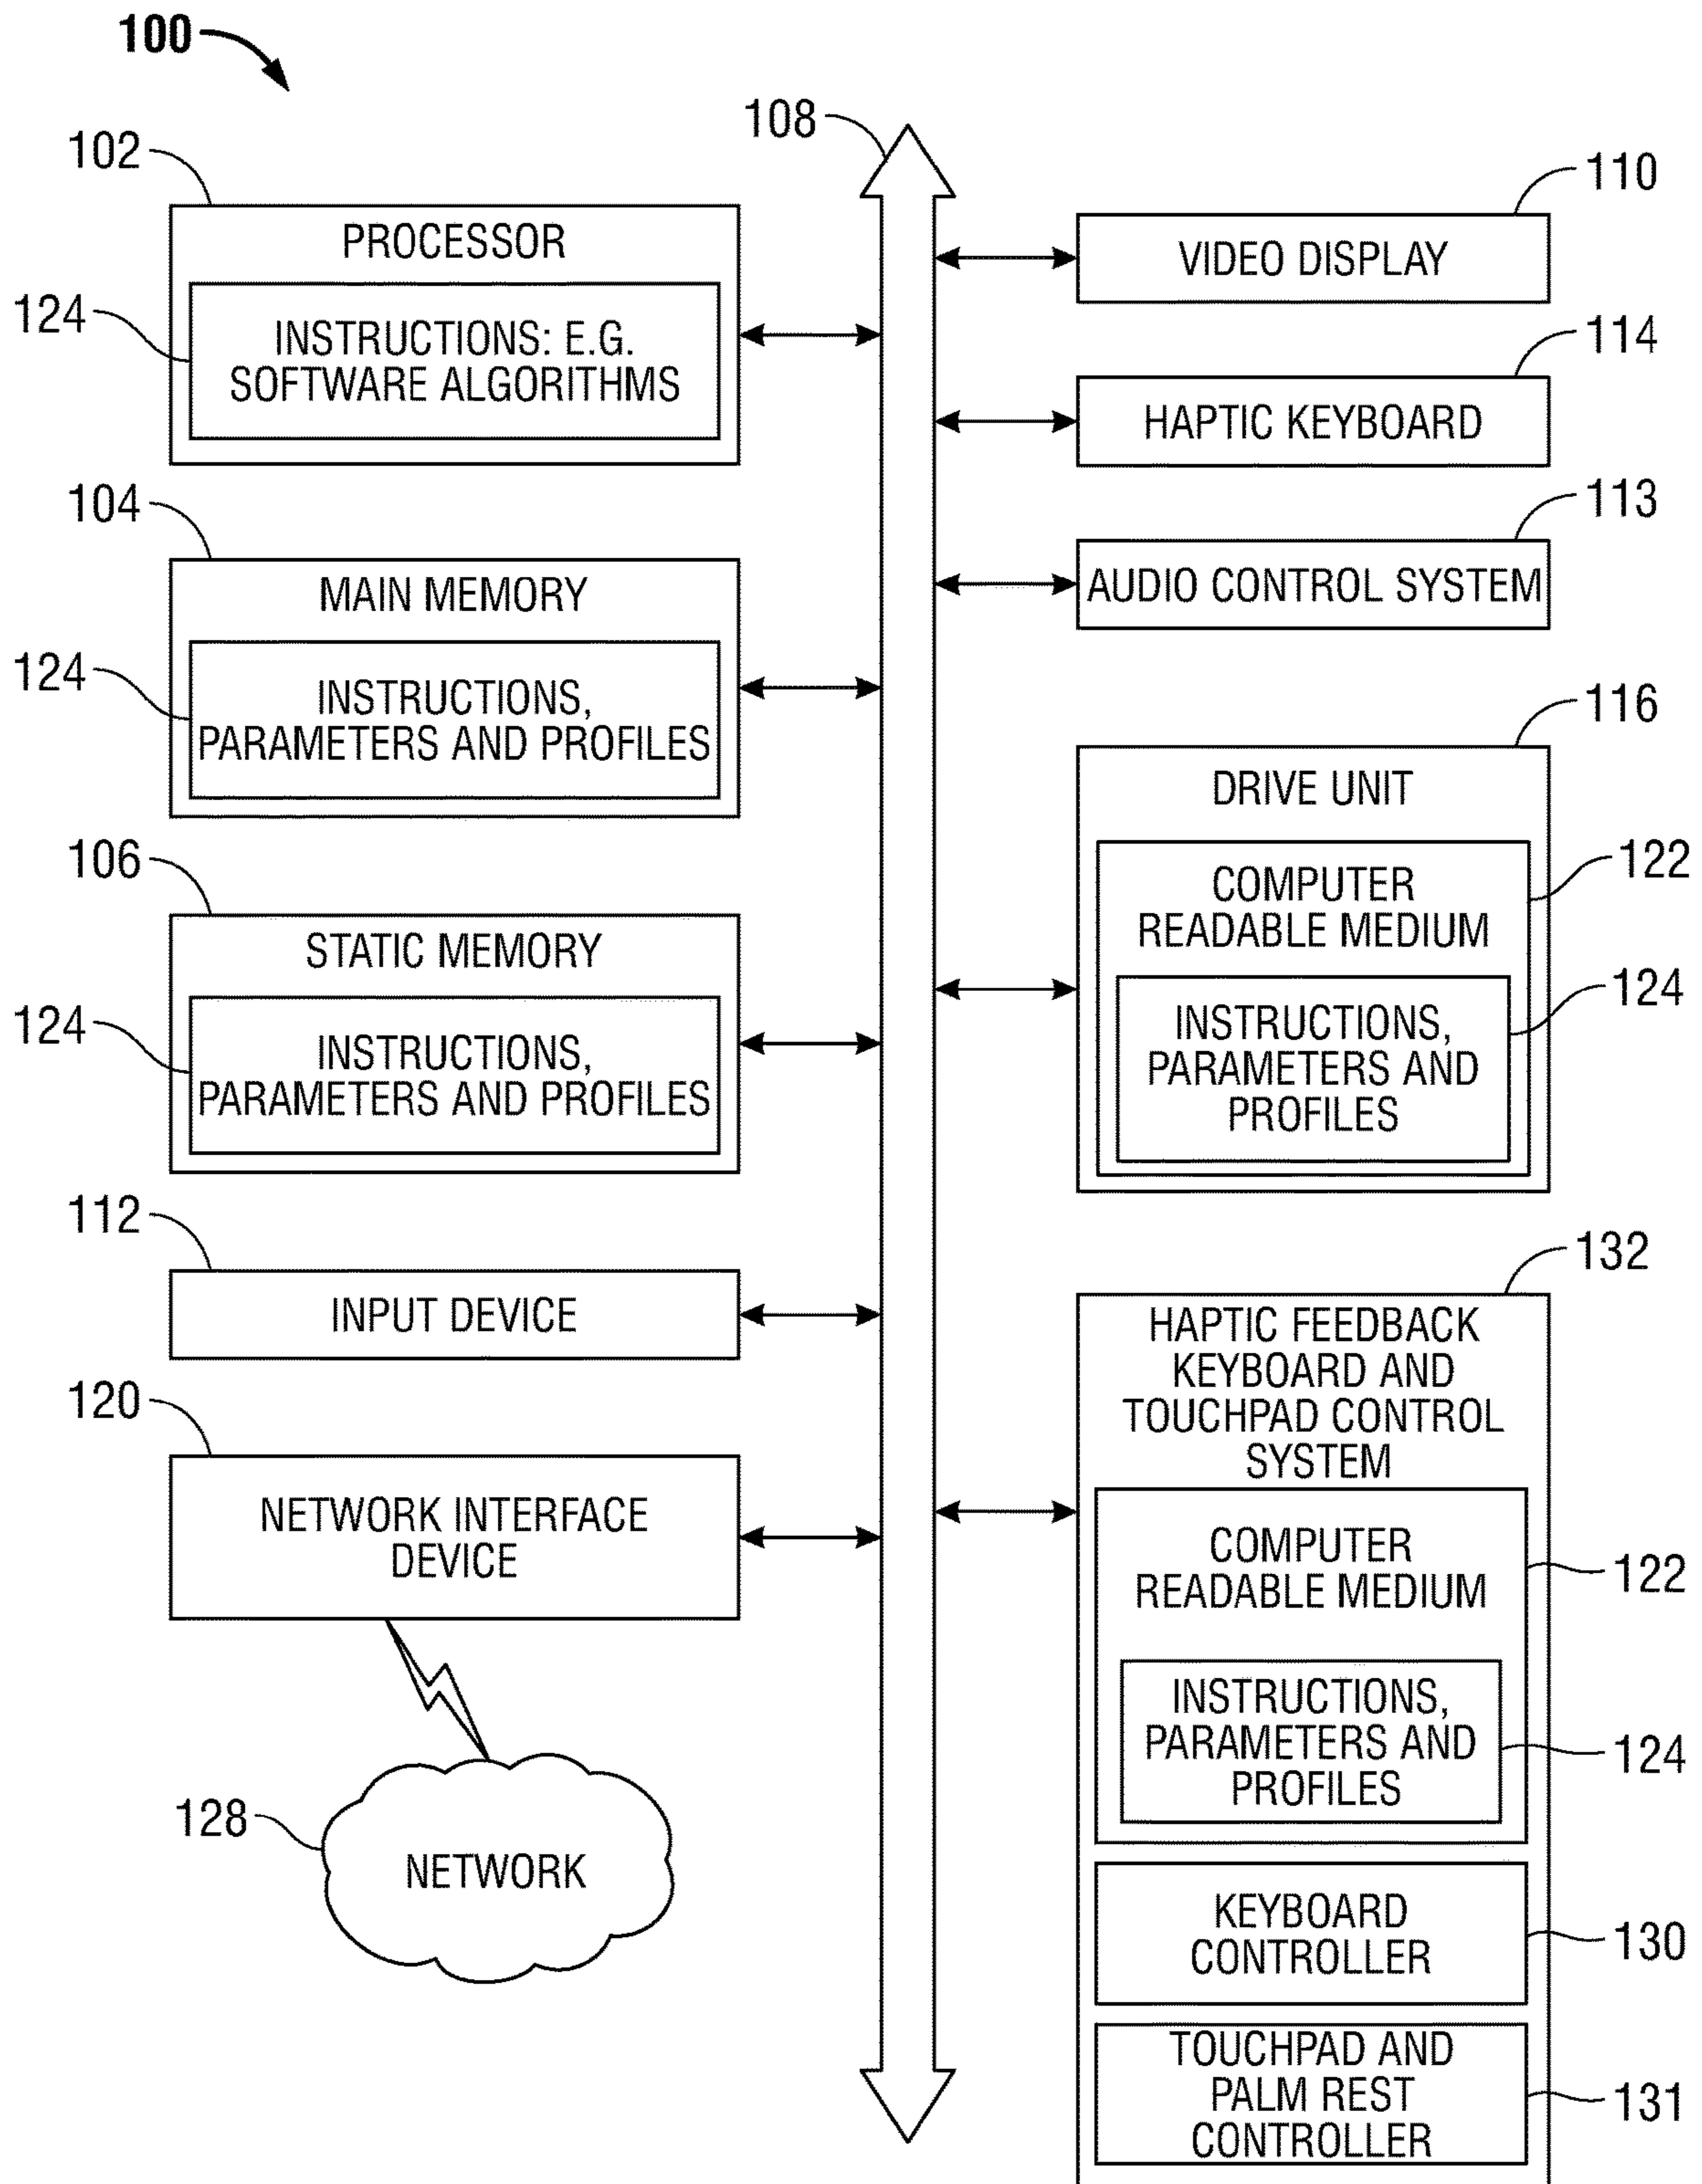 100
108
102
PROCESSOR
124
INSTRUCTIONS: E.G.
SOFTWARE ALGORITHMS
104
MAIN MEMORY
124
INSTRUCTIONS,
PARAMETERS AND PROFILES
106
STATIC MEMORY
124
INSTRUCTIONS,
PARAMETERS AND PROFILES
112
INPUT DEVICE
120
NETWORK INTERFACE
DEVICE
128
NETWORK
110
VIDEO DISPLAY
114
HAPTIC KEYBOARD
113
AUDIO CONTROL SYSTEM
116
DRIVE UNIT
122
COMPUTER
READABLE MEDIUM
124
INSTRUCTIONS,
PARAMETERS AND
PROFILES
132
HAPTIC FEEDBACK
KEYBOARD AND
TOUCHPAD CONTROL
SYSTEM
COMPUTER
READABLE MEDIUM
122
INSTRUCTIONS,
PARAMETERS AND
PROFILES
124
KEYBOARD
CONTROLLER
130
TOUCHPAD AND
PALM REST
CONTROLLER
131